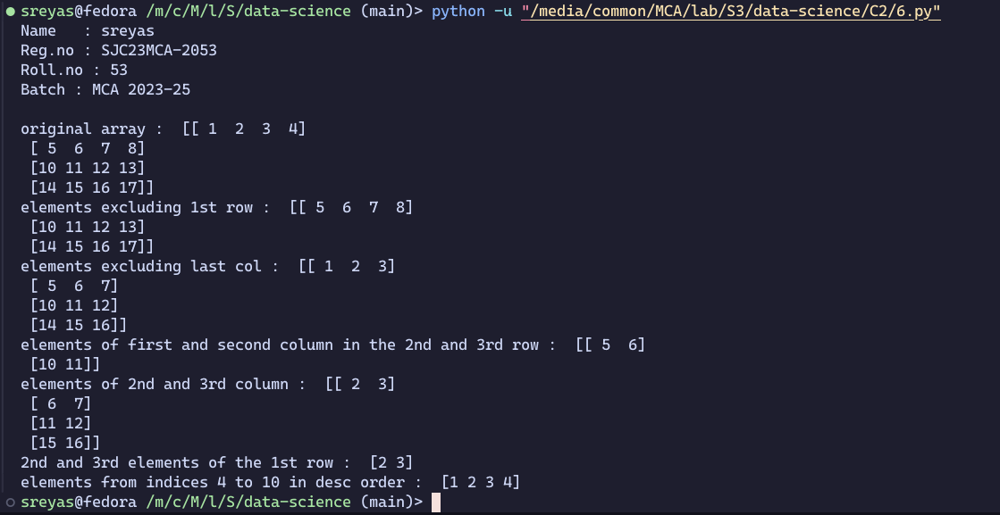 sreyas@fedora /m/c/M/l/S/data-science (main)> python -u "/media/common/MCA/lab/S3/data-science/C2/6.py"
Name   : sreyas
Reg.no : SJC23MCA-2053
Roll.no : 53
Batch : MCA 2023-25

original array :  [[ 1  2  3  4]
 [ 5  6  7  8]
 [10 11 12 13]
 [14 15 16 17]]
elements excluding 1st row :  [[ 5  6  7  8]
 [10 11 12 13]
 [14 15 16 17]]
elements excluding last col :  [[ 1  2  3]
 [ 5  6  7]
 [10 11 12]
 [14 15 16]]
elements of first and second column in the 2nd and 3rd row :  [[ 5  6]
 [10 11]]
elements of 2nd and 3rd column :  [[ 2  3]
 [ 6  7]
 [11 12]
 [15 16]]
2nd and 3rd elements of the 1st row :  [2 3]
elements from indices 4 to 10 in desc order :  [1 2 3 4]
sreyas@fedora /m/c/M/l/S/data-science (main)>